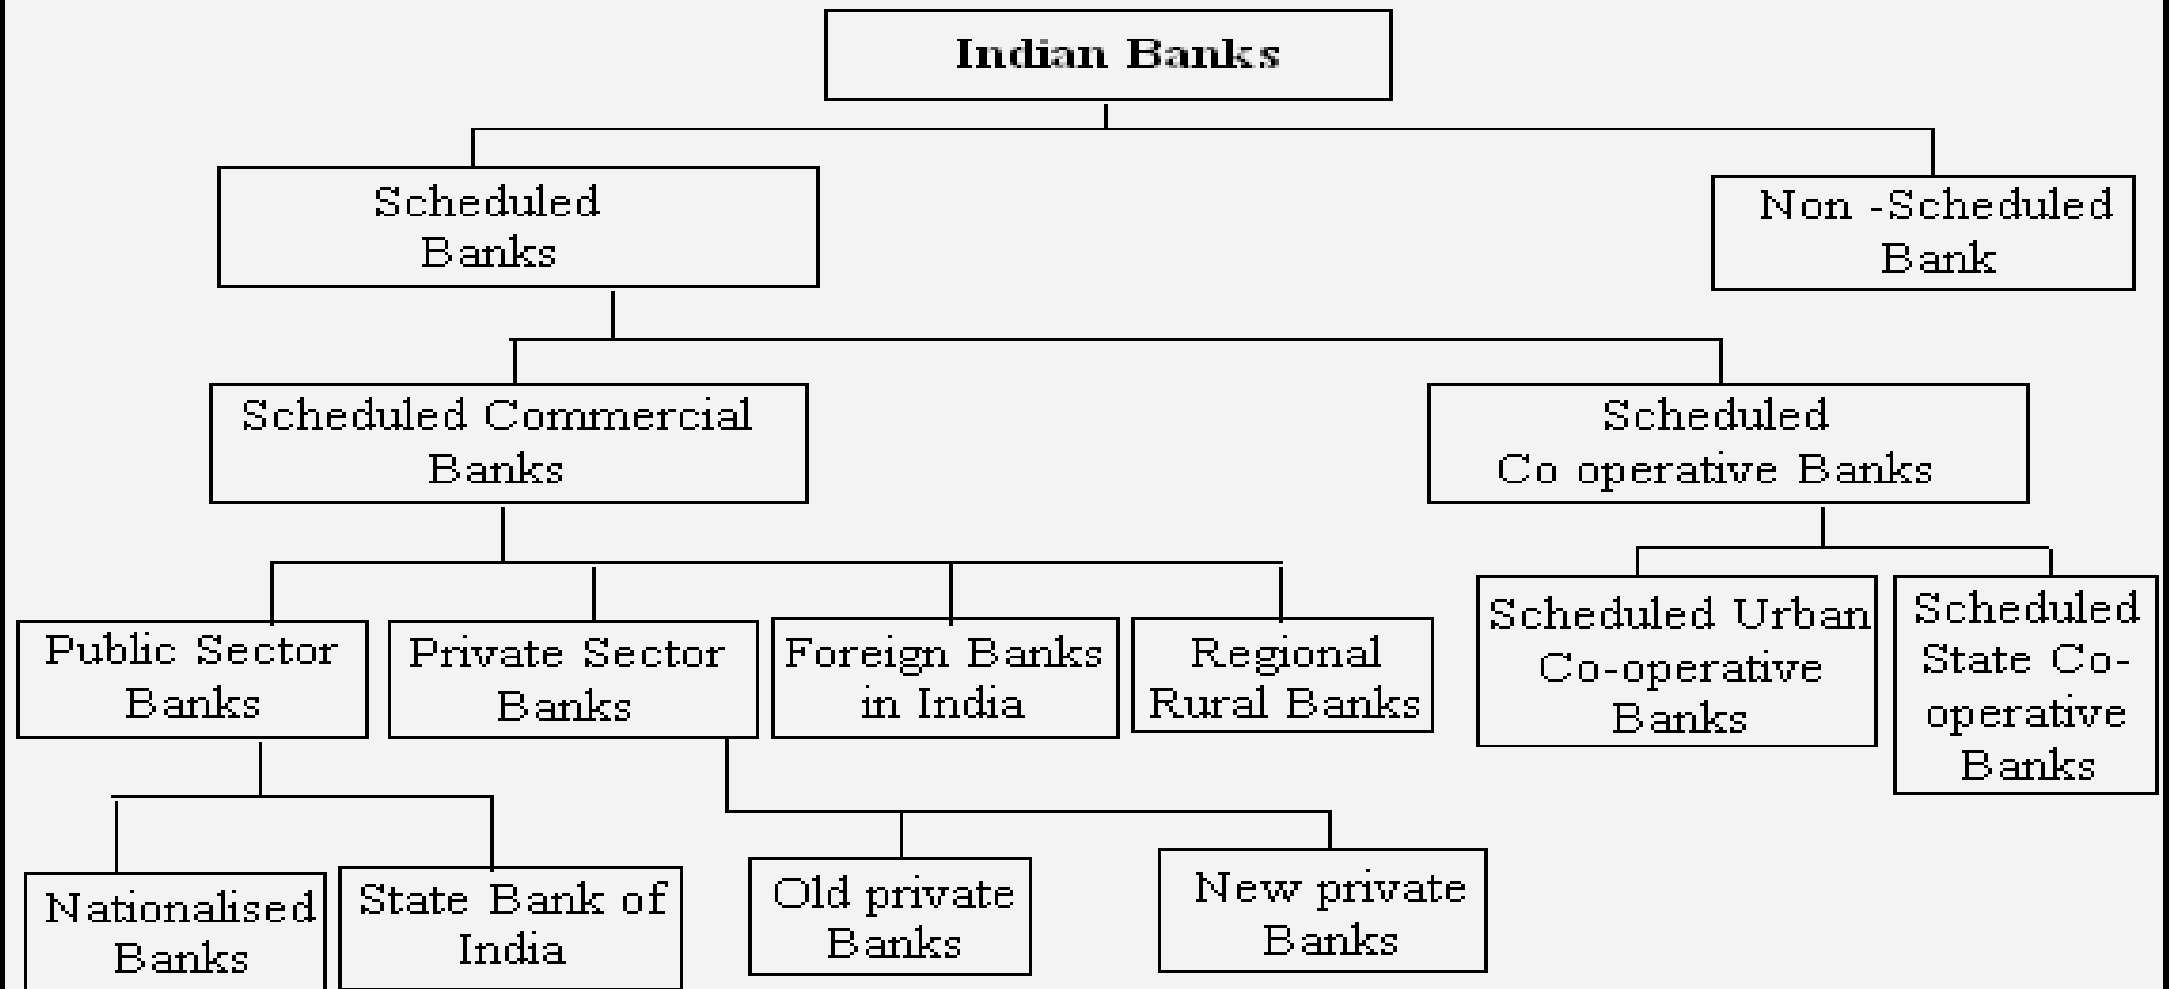 Indian Banks
Scheduled
Banks
Non -Scheduled
Bank
Scheduled Commercial
Banks
Scheduled
Co operative Banks
Public Sector
Banks
Private Sector
Banks
Foreign Banks
in India
Regional
Rural Banks
Scheduled Urban
Co-operative
Banks
Scheduled
State Co-
operative
Banks
Nationalised
Banks
State Bank of
India
Old private
Banks
New private
Banks